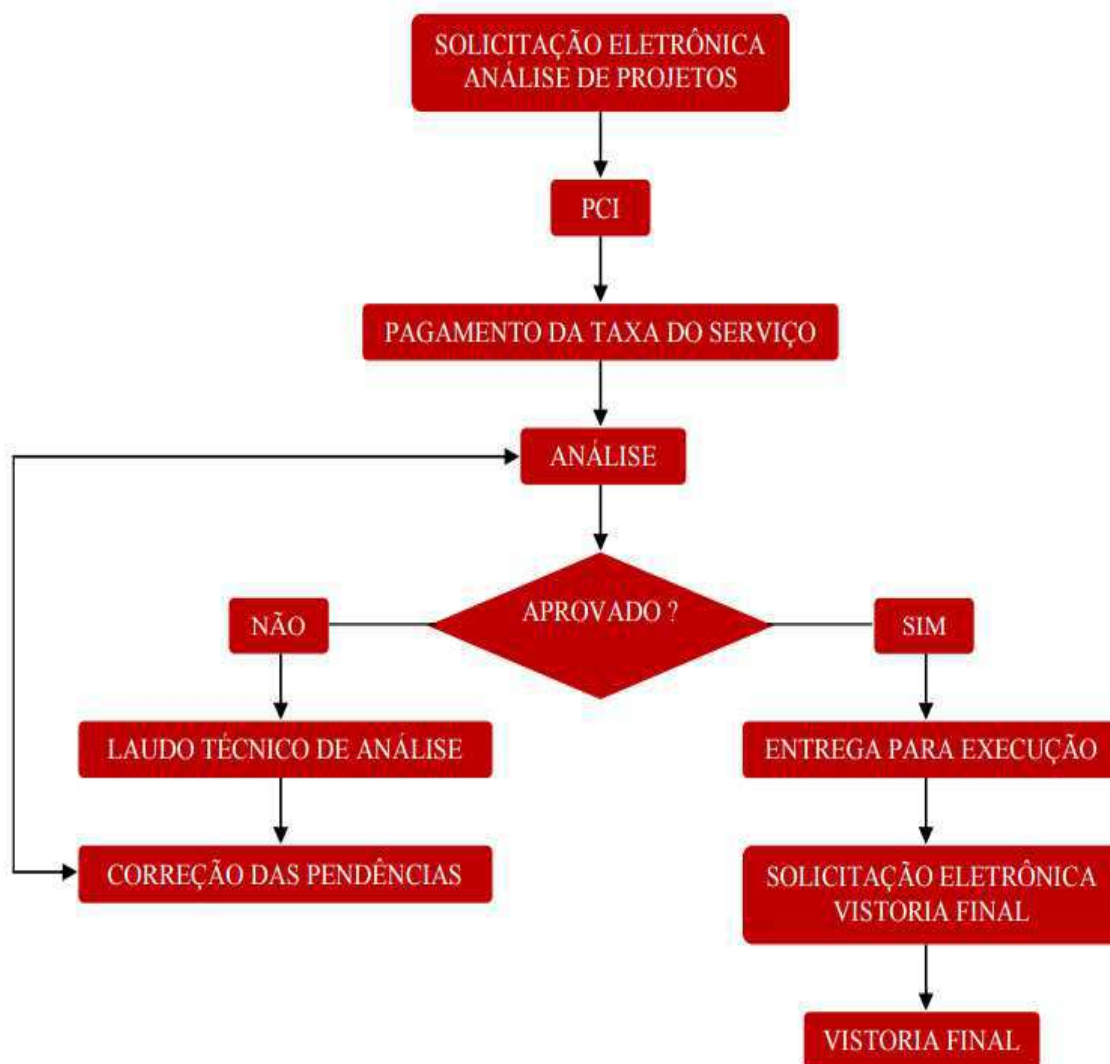 SOLICITAÇÃO ELETRÔNICA
ANÁLISE DE PROJETOS
PCI
PAGAMENTO DA TAXA DO SERVIÇO
ANÁLISE
APROVADO ?
NÃO
SIM
LAUDO TÉCNICO DE ANÁLISE
ENTREGA PARA EXECUÇÃO
CORREÇÃO DAS PENDÊNCIAS
SOLICITAÇÃO ELETRÔNICA
VISTORIA FINAL
VISTORIA FINAL